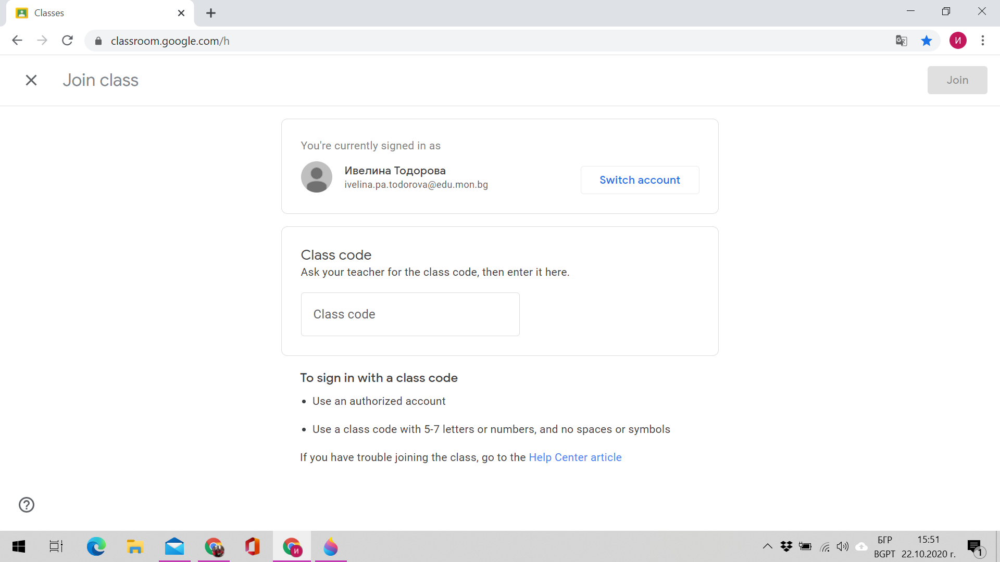 Classes
classroom.google.com/h
И
Join class
Join
You're currently signed in as
Ивелина Тодорова
ivelina.pa.todorova@edu.mon.bg
Switch account
Class code
Ask your teacher for the class code, then enter it here.
Class code
To sign in with a class code
• Use an authorized account
• Use a class code with 5-7 letters or numbers, and no spaces or symbols
If you have trouble joining the class, go to the Help Center article
БГР 15:51
BGPT 22.10.2020 г.
1